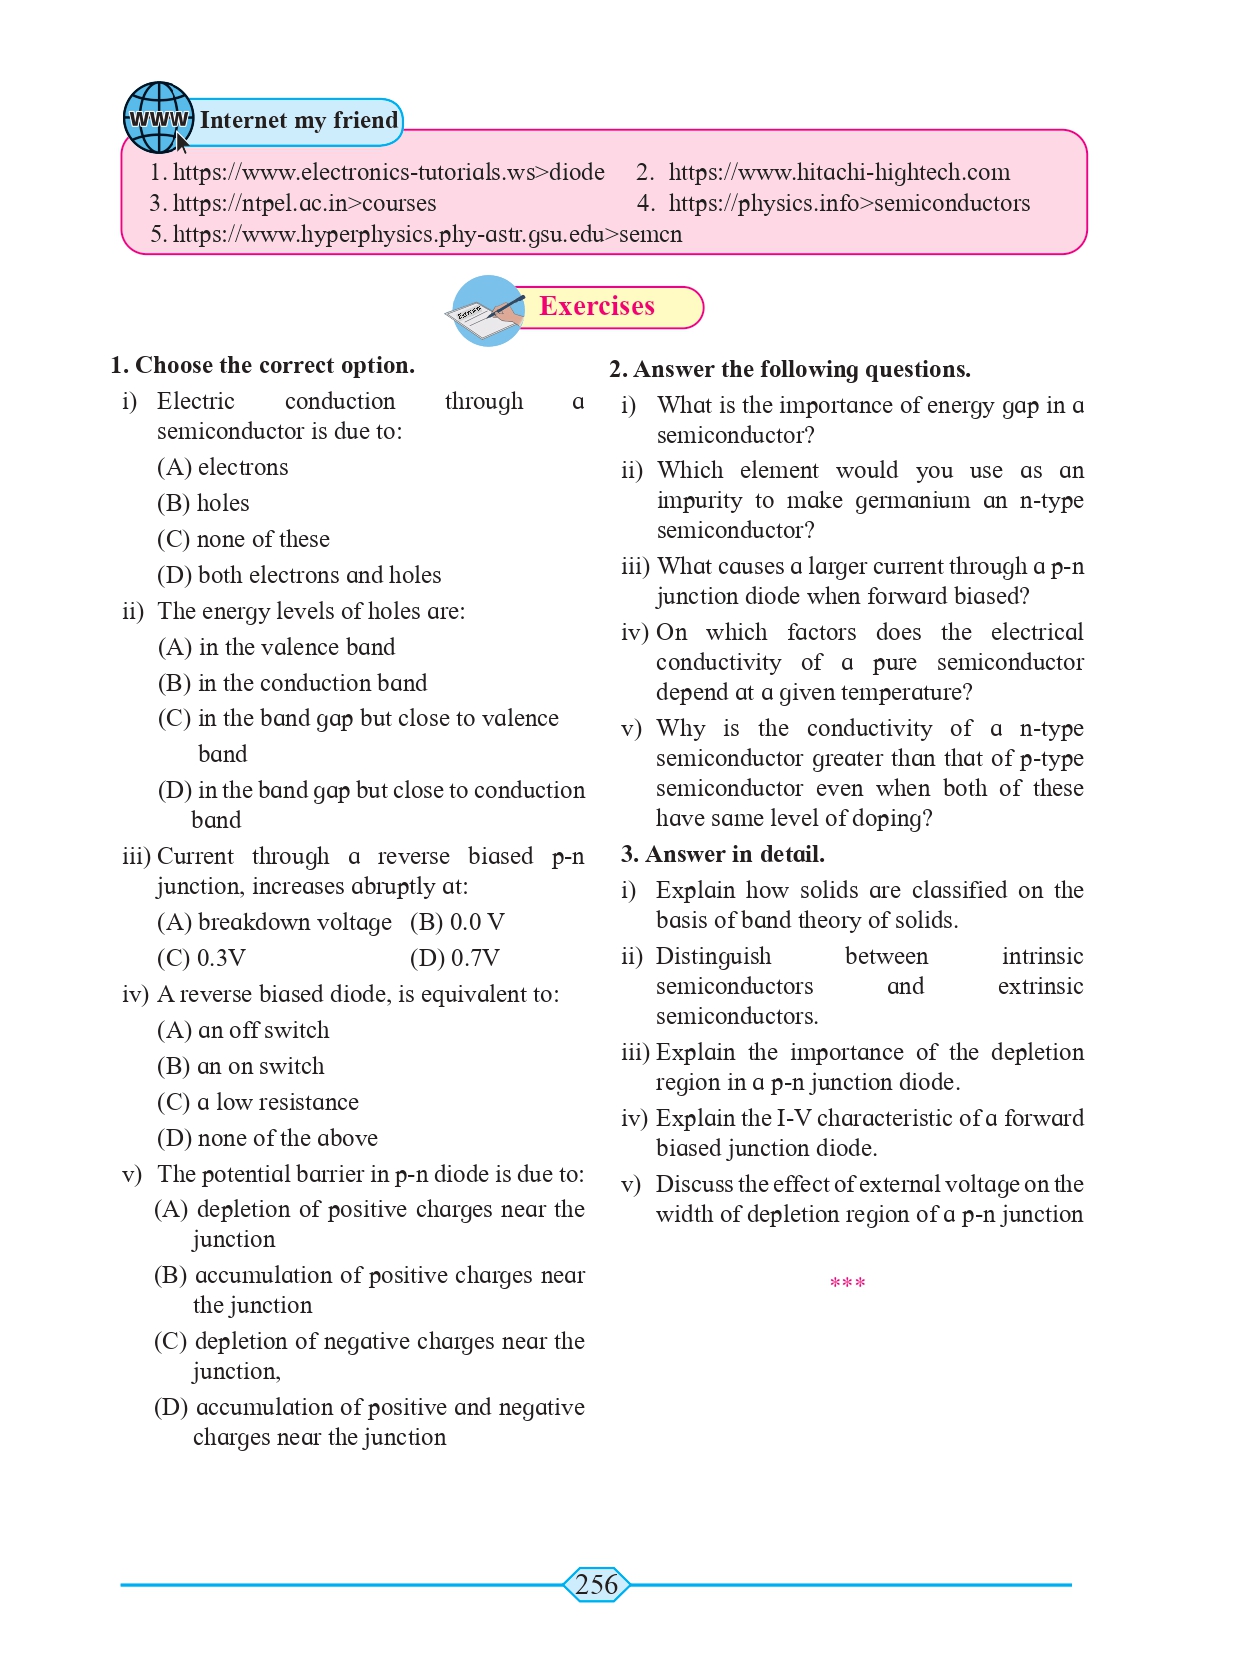 www
Internet my friend
1. https://www.electronics-tutorials.ws>diode 2. https://www.hitachi-hightech.com
3. https://ntpel.ac.in>courses 4. https://physics.info>semiconductors
5. https://www.hyperphysics.phy-astr.gsu.edu>semcn
Exercises
1. Choose the correct option.
i) Electric conduction through a
semiconductor is due to:
(A) electrons
(B) holes
(C) none of these
(D) both electrons and holes
ii) The energy levels of holes are:
(A) in the valence band
(B) in the conduction band
(C) in the band gap but close to valence
band
(D) in the band gap but close to conduction
band
iii) Current through a reverse biased p-n
junction, increases abruptly at:
(A) breakdown voltage (B) 0.0 V
(C) 0.3V (D) 0.7V
iv) A reverse biased diode, is equivalent to:
(A) an off switch
(B) an on switch
(C) a low resistance
(D) none of the above
v) The potential barrier in p-n diode is due to:
(A) depletion of positive charges near the
junction
(B) accumulation of positive charges near
the junction
(C) depletion of negative charges near the
junction,
(D) accumulation of positive and negative
charges near the junction
2. Answer the following questions.
i) What is the importance of energy gap in a
semiconductor?
ii) Which element would you use as an
impurity to make germanium an n-type
semiconductor?
iii) What causes a larger current through a p-n
junction diode when forward biased?
iv) On which factors does the electrical
conductivity of a pure semiconductor
depend at a given temperature?
v) Why is the conductivity of a n-type
semiconductor greater than that of p-type
semiconductor even when both of these
have same level of doping?
3. Answer in detail.
i) Explain how solids are classified on the
basis of band theory of solids.
ii) Distinguish between intrinsic
semiconductors and extrinsic
semiconductors.
iii) Explain the importance of the depletion
region in a p-n junction diode.
iv) Explain the I-V characteristic of a forward
biased junction diode.
v) Discuss the effect of external voltage on the
width of depletion region of a p-n junction
***
256